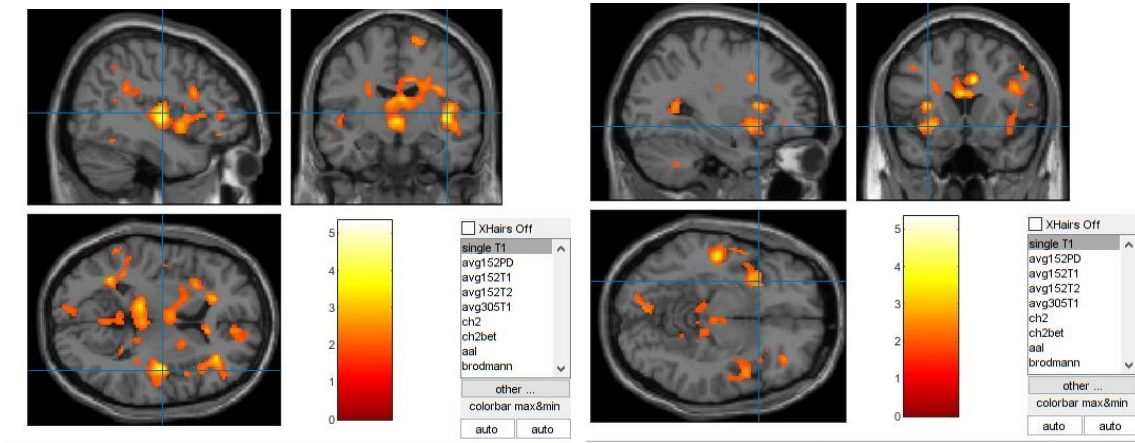 5
4
3
2
1
0
XHairs Off
single T1
avg152PD
avg152T1
avg152T2
avg305T1
ch2
ch2bet
aal
brodmann
other ...
colorbar max&min
auto auto
5
4
3
2
1
0
XHairs Off
single T1
avg152PD
avg152T1
avg152T2
avg305T1
ch2
ch2bet
aal
brodmann
other ...
colorbar max&min
auto auto